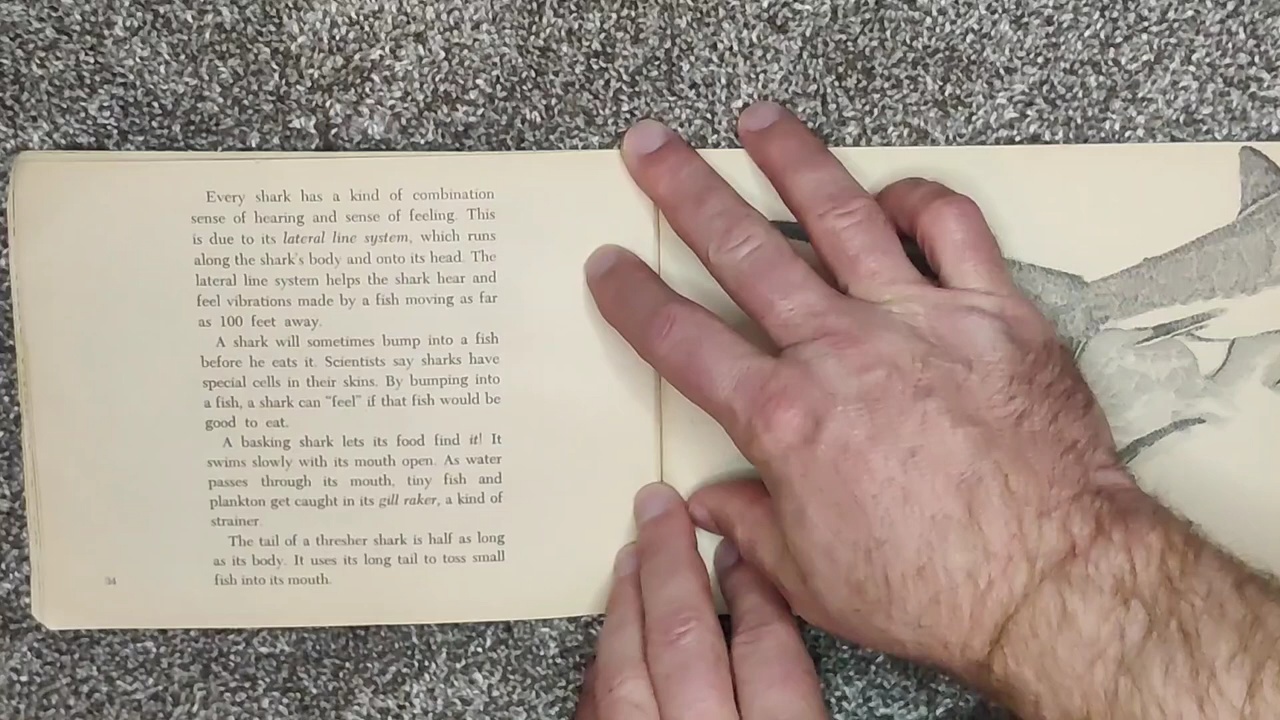 Every shark has a kind of combination
sense of hearing and sense of feeling. This
is due to its lateral line system, which runs
along the shark's body and onto its head. The
lateral line system helps the shark hear and
feel vibrations made by a fish moving as far
as 100 feet away.
A shark will sometimes bump into a fish
before he eats it. Scientists say sharks have
special cells in their skins. By bumping into
a fish, a shark can "feel" if that fish would be
good to eat.
A basking shark lets its food find it! It
swims slowly with its mouth open. As water
passes through its mouth, tiny fish and
plankton get caught in its gill raker, a kind of
strainer.
The tail of a thresher shark is half as long
as its body. It uses its long tail to toss small
fish into its mouth.
34